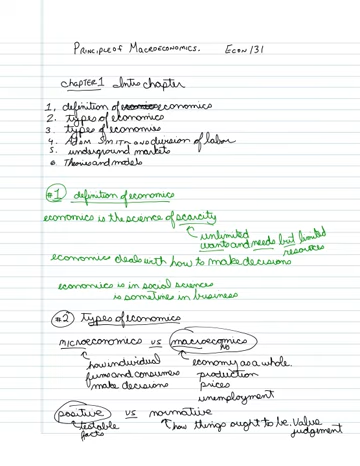 PRINCIPLE OF MACROECONOMICS. ECON 131
CHAPTER 1 Intro chapter
1. definition of economics
2. types of economics
3. types of economies
4. ADAM SMITH AND division of labor
5. underground markets
6. Theories and models
#1 definition of economics
economics is the science of scarcity
unlimited
wants and needs but limited
resources
economics deals with how to make decisions
economics is in social sciences
is sometimes in business
#2 types of economics
MICROECONOMICS VS macroeconomics
how individual economy as a whole
firms and consumers production
make decisions prices
unemployment
positive VS normative
testable how things ought to be. Value
facts judgement